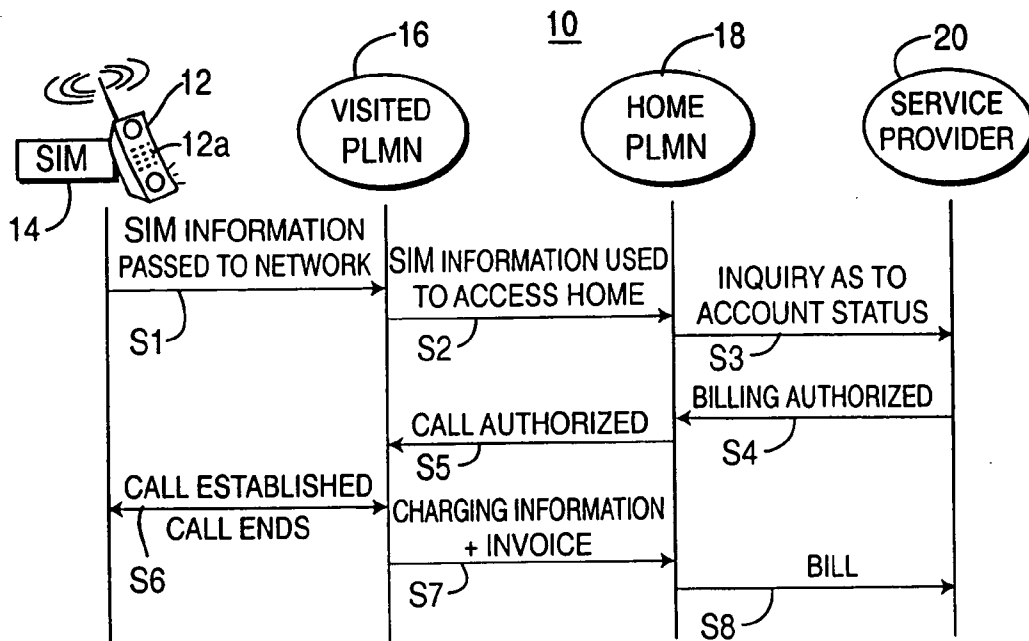 10
16
18
20
12
12a
SIM
14
VISITED
PLMN
HOME
PLMN
SERVICE
PROVIDER
SIM INFORMATION
PASSED TO NETWORK
S1
SIM INFORMATION USED
TO ACCESS HOME
S2
INQUIRY AS TO
ACCOUNT STATUS
S3
BILLING AUTHORIZED
S4
CALL AUTHORIZED
S5
CALL ESTABLISHED
CALL ENDS
S6
CHARGING INFORMATION
+ INVOICE
S7
BILL
S8